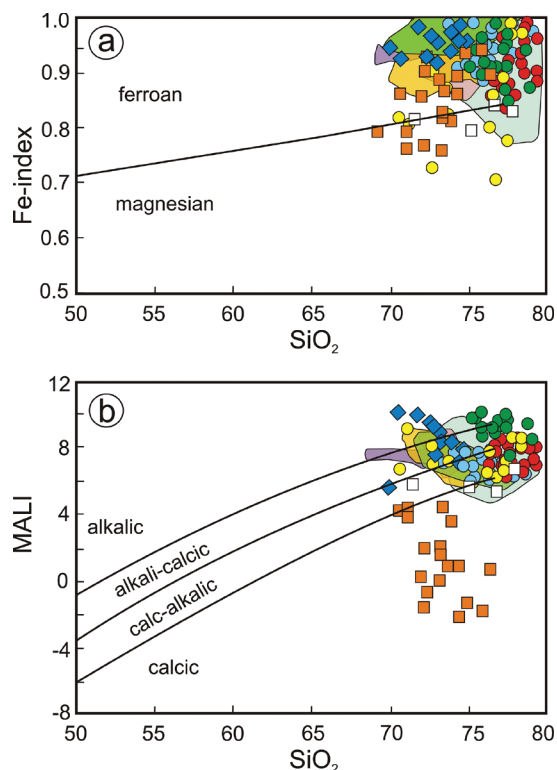 a
1.0
0.9
0.8
0.7
0.6
0.5
Fe-index
ferroan
magnesian
50 55 60 65 70 75 80
SiO₂
b
12
8
4
0
-4
-8
MALI
alkalic
alkali-calcic
calc-alkalic
calcic
50 55 60 65 70 75 80
SiO₂